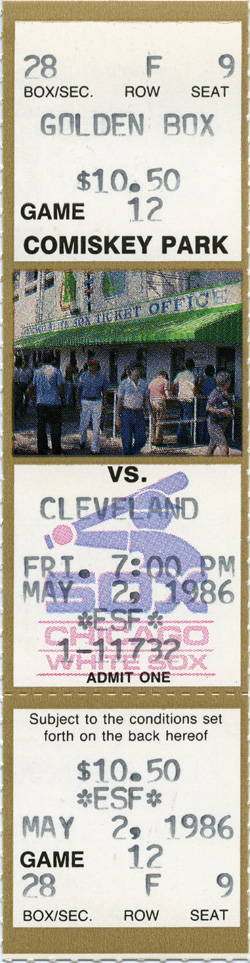 28 F 9
BOX/SEC. ROW SEAT
GOLDEN BOX
$10.50
GAME 12
COMISKEY PARK
SOX TICKET OFFICE
VS.
CLEVELAND
FRI. 7:00 PM
MAY 2, 1986
SOX
*ESF*
CHICAGO
1-11732
WHITE SOX
ADMIT ONE
Subject to the conditions set
forth on the back hereof
$10.50
*ESF*
MAY 2, 1986
GAME 12
28 F 9
BOX/SEC. ROW SEAT